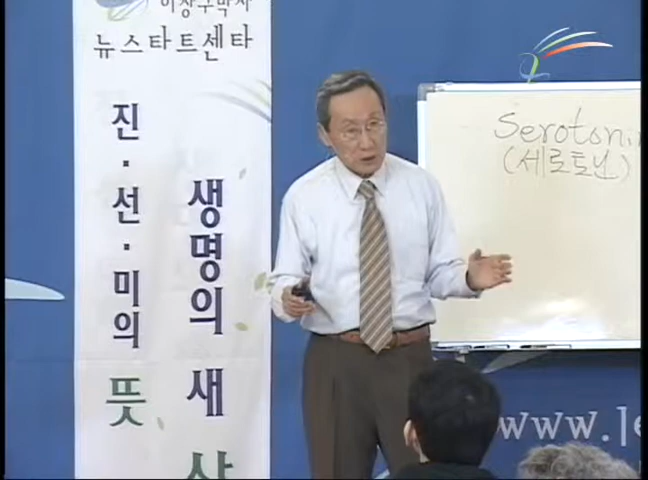 이상구박사
뉴스타트센타
진·선·미의 뜻
생명의 새
Serotonin
(세로토닌)
www.